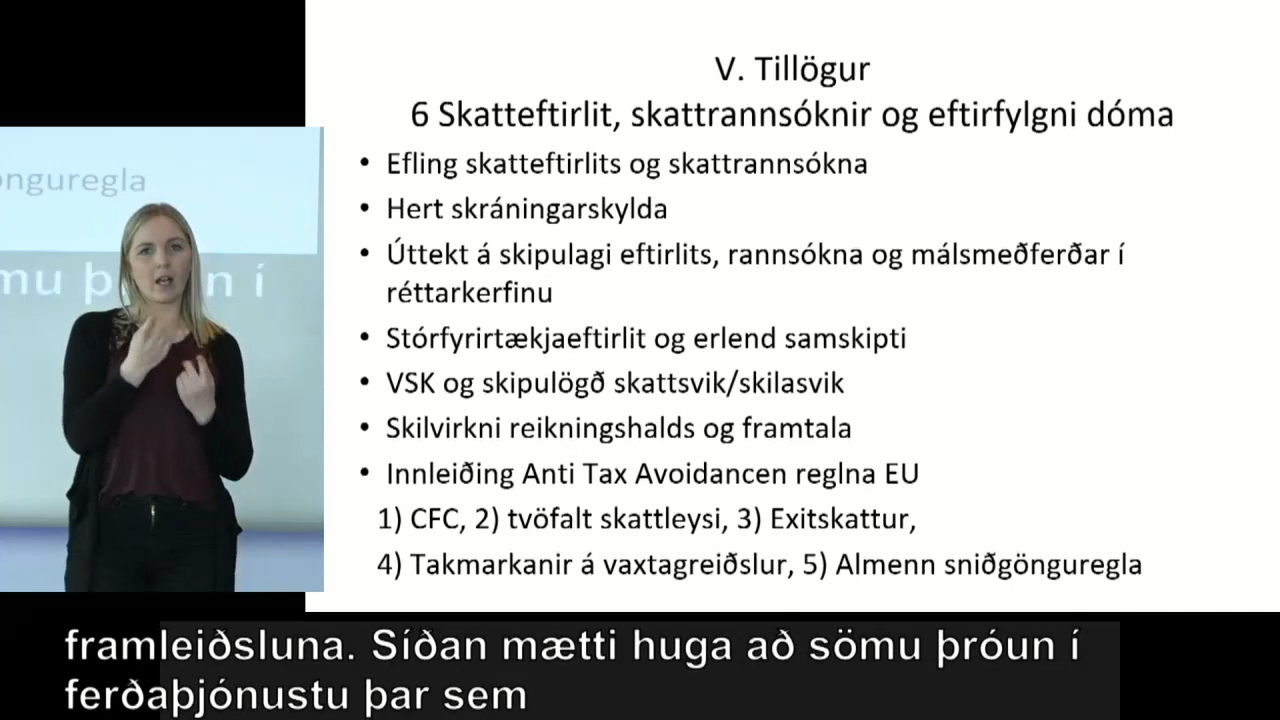 V. Tillögur
6 Skatteftirlit, skattrannsóknir og eftirfylgni dóma
• Efling skatteftirlits og skattrannsókna
• Hert skráningarskylda
• Úttekt á skipulagi eftirlits, rannsókna og málsmeðferðar í
réttarkerfinu
• Stórfyrirtækjaeftirlit og erlend samskipti
• VSK og skipulögð skattsvik/skilasvik
• Skilvirkni reikningshalds og framtala
• Innleiðing Anti Tax Avoidancen reglna EU
1) CFC, 2) tvöfalt skattleysi, 3) Exitskattur,
4) Takmarkanir á vaxtagreiðslur, 5) Almenn sniðgönguregla
framleiðsluna. Síðan mætti huga að sömu þróun í
ferðaþjónustu þar sem